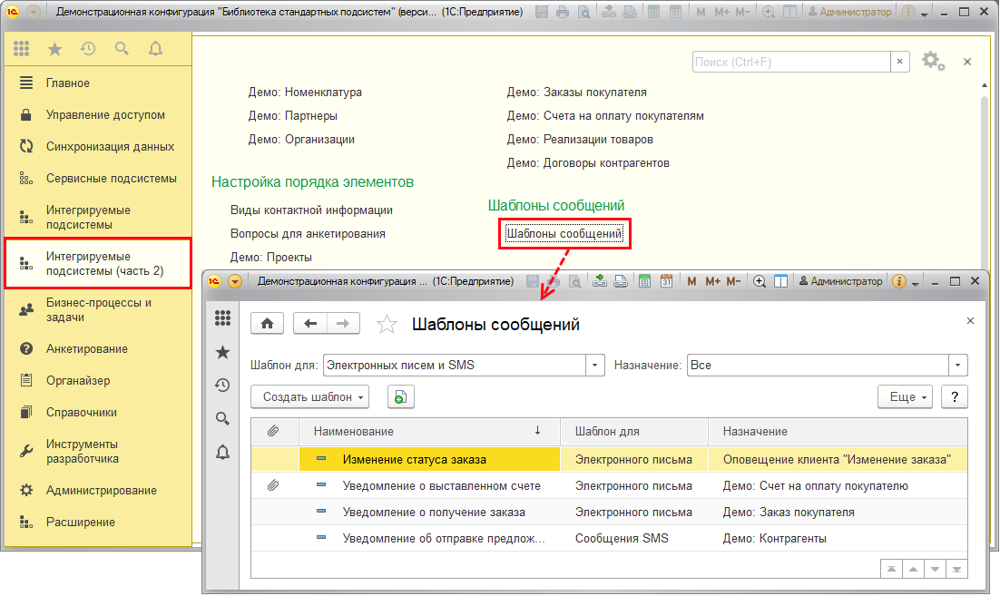 Демонстрационная конфигурация "Библиотека стандартных подсистем" (верси... (1С:Предприятие)
M M+ M-
Администратор
31
Поиск (Ctrl+F)
Главное
Управление доступом
Синхронизация данных
Сервисные подсистемы
Интегрируемые
подсистемы
Интегрируемые
подсистемы (часть 2)
Бизнес-процессы и
задачи
Анкетирование
Органайзер
Справочники
Инструменты
разработчика
Администрирование
Расширение
Демо: Номенклатура
Демо: Партнеры
Демо: Организации
Настройка порядка элементов
Виды контактной информации
Вопросы для анкетирования
Демо: Проекты
Демо: Заказы покупателя
Демо: Счета на оплату покупателям
Демо: Реализации товаров
Демо: Договоры контрагентов
Шаблоны сообщений
Шаблоны сообщений
Демонстрационная конфигурация ... (1С:Предприятие)
31
M M+ M-
Администратор
Шаблоны сообщений
Шаблон для: Электронных писем и SMS Назначение: Все
Создать шаблон Еще ?
Наименование ↓ Шаблон для Назначение
Изменение статуса заказа Электронного письма Оповещение клиента "Изменение заказа"
Уведомление о выставленном счете Электронного письма Демо: Счет на оплату покупателю
Уведомление о получение заказа Электронного письма Демо: Заказ покупателя
Уведомление об отправке предлож... Сообщения SMS Демо: Контрагенты